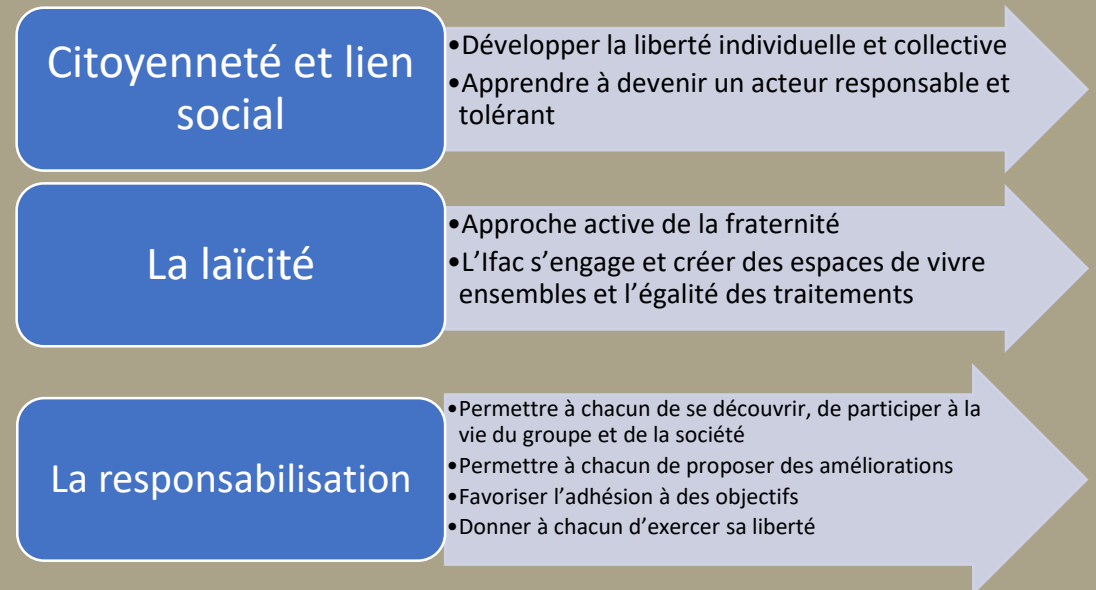 Citoyenneté et lien
social
•Développer la liberté individuelle et collective
•Apprendre à devenir un acteur responsable et
tolérant
La laïcité
•Approche active de la fraternité
•L’Ifac s’engage et créer des espaces de vivre
ensembles et l’égalité des traitements
La responsabilisation
•Permettre à chacun de se découvrir, de participer à la
vie du groupe et de la société
•Permettre à chacun de proposer des améliorations
•Favoriser l’adhésion à des objectifs
•Donner à chacun d’exercer sa liberté